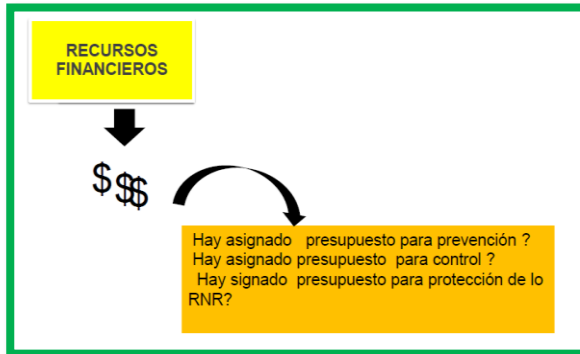 RECURSOS
FINANCIEROS
$$$
Hay asignado presupuesto para prevención ?
Hay asignado presupuesto para control ?
Hay signado presupuesto para protección de lo
RNR?